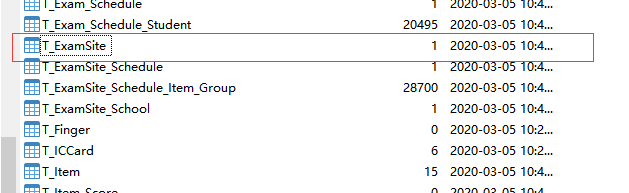 T_Exam_Schedule 1 2020-03-05 10:4...
T_Exam_Schedule_Student 20495 2020-03-05 10:4...
T_ExamSite 1 2020-03-05 10:4...
T_ExamSite_Schedule 1 2020-03-05 10:4...
T_ExamSite_Schedule_Item_Group 28700 2020-03-05 10:4...
T_ExamSite_School 1 2020-03-05 10:4...
T_Finger 0 2020-03-05 10:2...
T_ICCard 6 2020-03-05 10:2...
T_Item 15 2020-03-05 10:4...
T_Item_Score 0 2020-03-05 10:4...